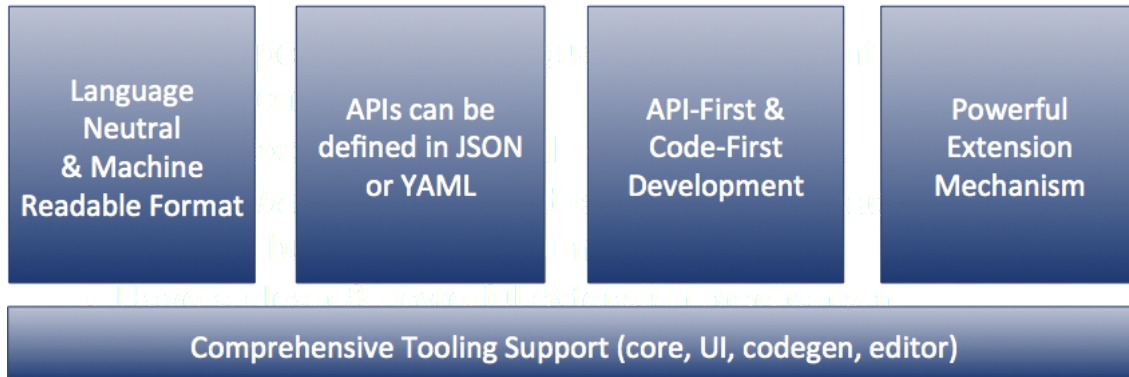 Language
Neutral
& Machine
Readable Format
APIs can be
defined in JSON
or YAML
API-First &
Code-First
Development
Powerful
Extension
Mechanism
Comprehensive Tooling Support (core, UI, codegen, editor)